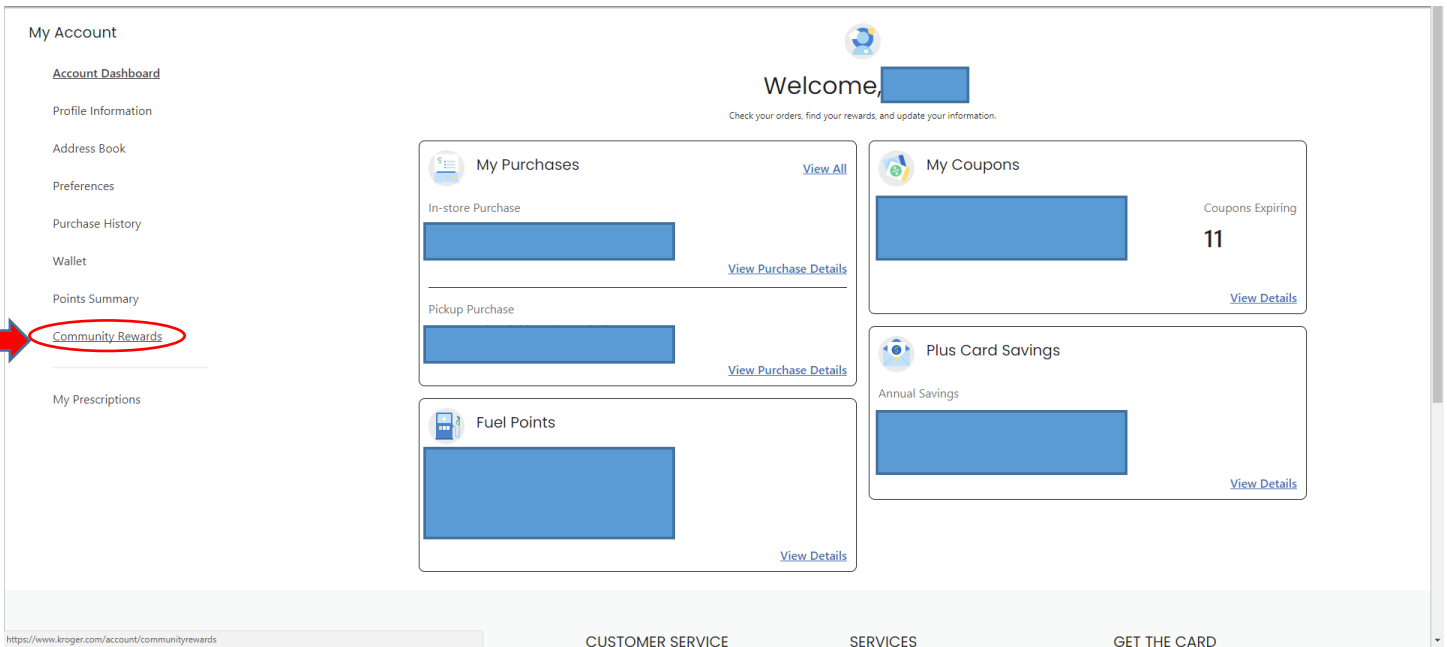 My Account
Account Dashboard
Profile Information
Address Book
Preferences
Purchase History
Wallet
Points Summary
Community Rewards
My Prescriptions
Welcome,
Check your orders, find your rewards, and update your information.
My Purchases
View All
In-store Purchase
View Purchase Details
Pickup Purchase
View Purchase Details
Fuel Points
View Details
My Coupons
Coupons Expiring
11
View Details
Plus Card Savings
Annual Savings
View Details
CUSTOMER SERVICE
SERVICES
GET THE CARD
https://www.kroger.com/account/communityrewards